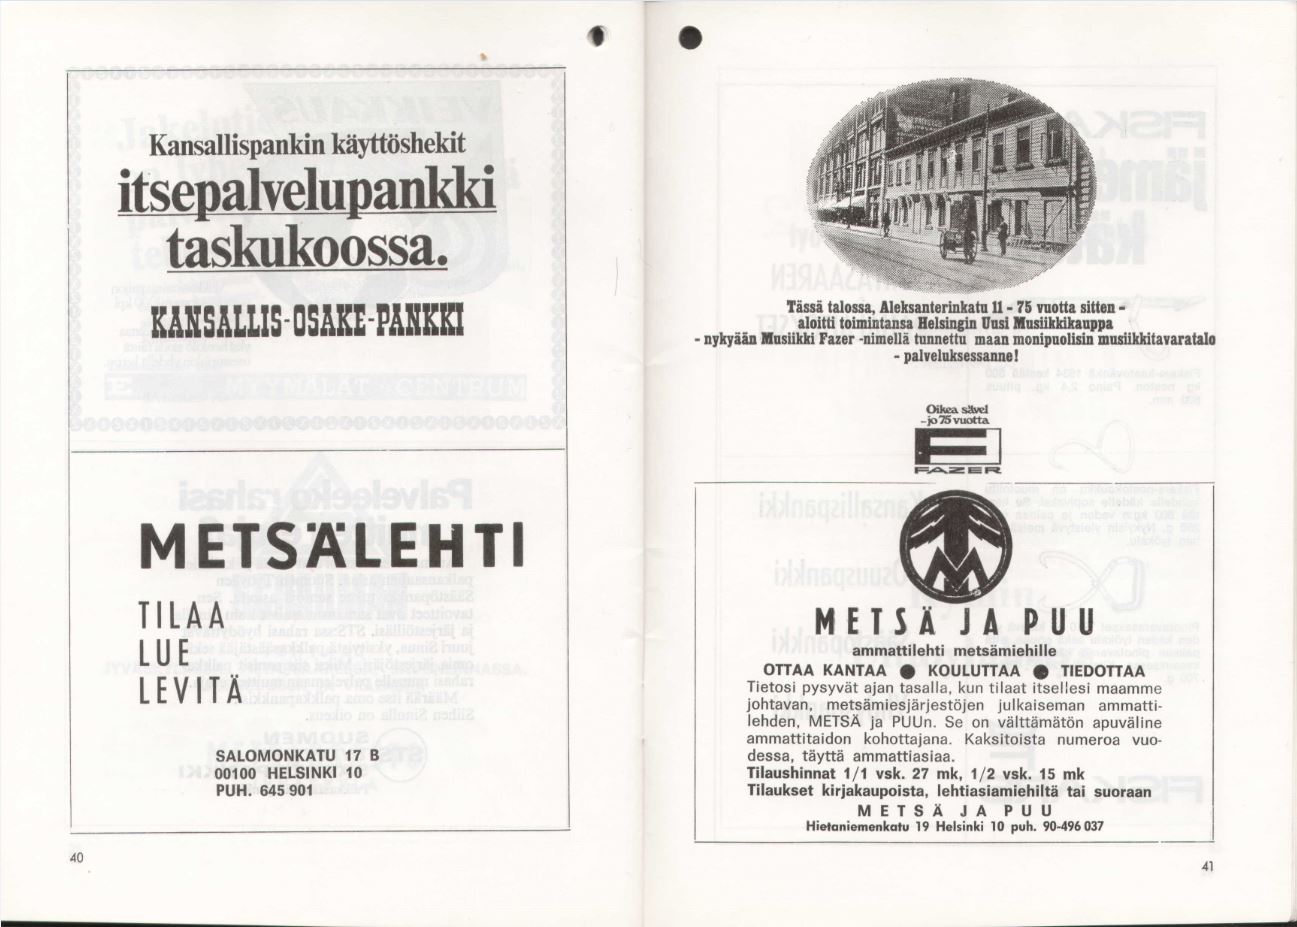 Kansallispankin käyttöshekit
itsepalvelupankki
taskukoossa.
KANSALLIS-OSAKE-PANKKI
METSÄLEHTI
TILAA
LUE
LEVITÄ
SALOMONKATU 17 B
00100 HELSINKI 10
PUH. 645 901
40
Tässä talossa, Aleksanterinkatu 11 - 75 vuotta sitten -
aloitti toimintansa Helsingin Uusi Musiikkikauppa
- nykyään Musiikki Fazer -nimellä tunnettu maan monipuolisin musiikkitavaratalo
- palveluksessanne!
Oikea sävel
- jo 75 vuotta
FAZER
METSÄ JA PUU
ammattilehti metsämiehille
OTTAA KANTAA ● KOULUTTAA ● TIEDOTTAA
Tietosi pysyvät ajan tasalla, kun tilaat itsellesi maamme
johtavan, metsämiesjärjestöjen julkaiseman ammatti-
lehden, METSÄ ja PUUn. Se on välttämätön apuväline
ammattitaidon kohottajana. Kaksitoista numeroa vuo-
dessa, täyttä ammattiasiaa.
Tilaushinnat 1/1 vsk. 27 mk, 1/2 vsk. 15 mk
Tilaukset kirjakaupoista, lehtiasiamiehiltä tai suoraan
METSÄ JA PUU
Hietaniemenkatu 19 Helsinki 10 puh. 90-496 037
41